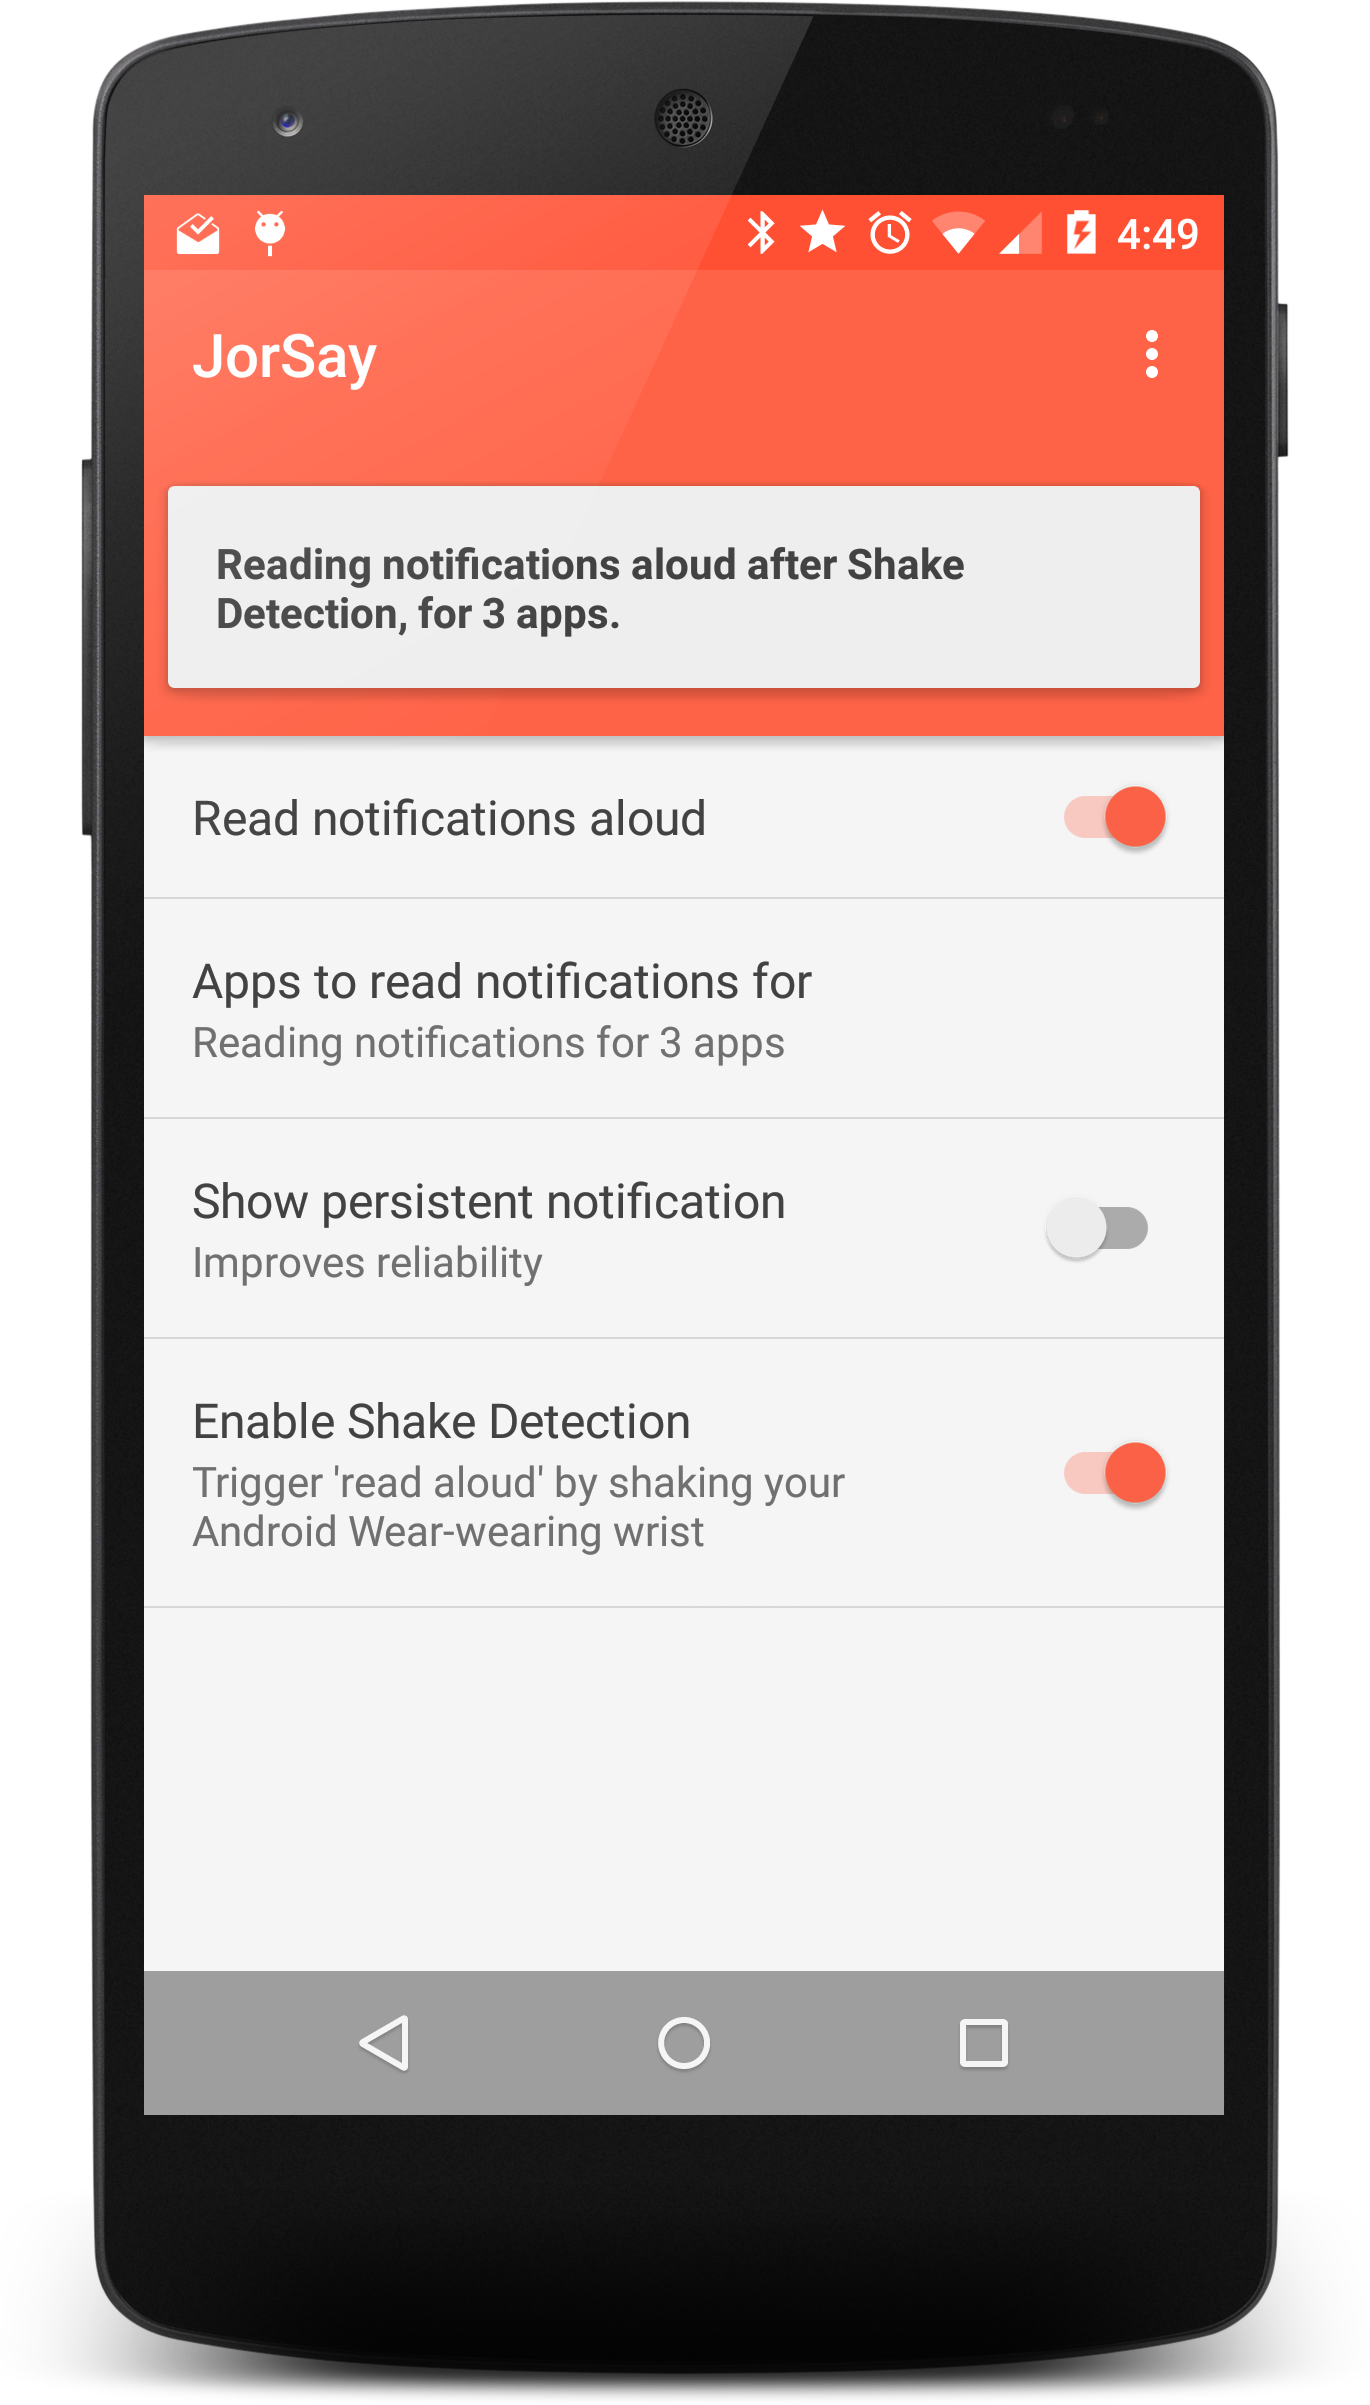 4:49
JorSay
Reading notifications aloud after Shake
Detection, for 3 apps.
Read notifications aloud
Apps to read notifications for
Reading notifications for 3 apps
Show persistent notification
Improves reliability
Enable Shake Detection
Trigger 'read aloud' by shaking your
Android Wear-wearing wrist